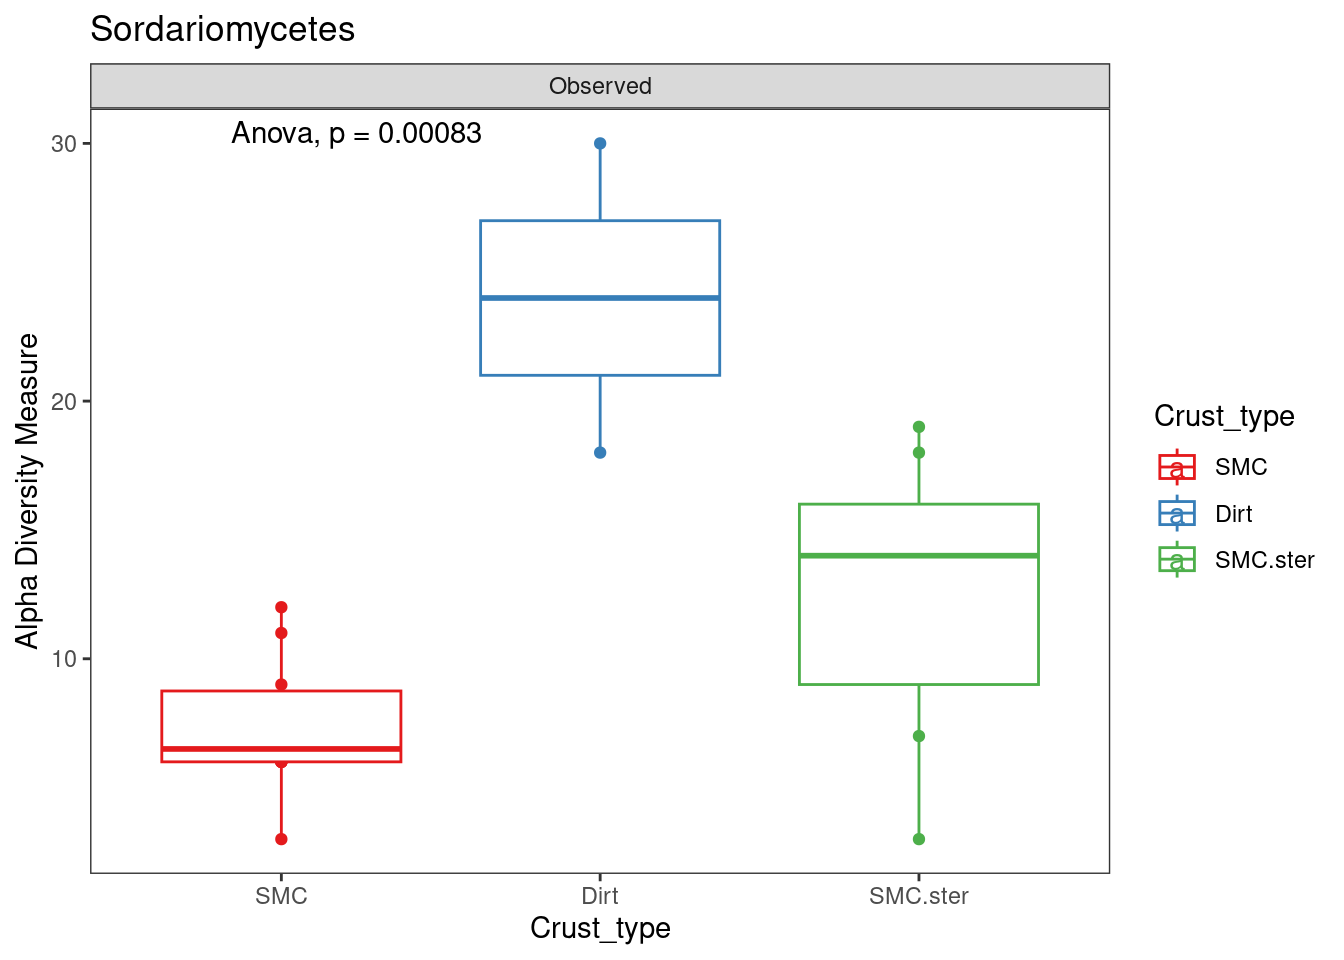 Sordariomycetes
Observed
Anova, p = 0.00083
30
20
10
Alpha Diversity Measure
SMC
Dirt
SMC.ster
Crust_type
Crust_type
a SMC
a Dirt
a SMC.ster